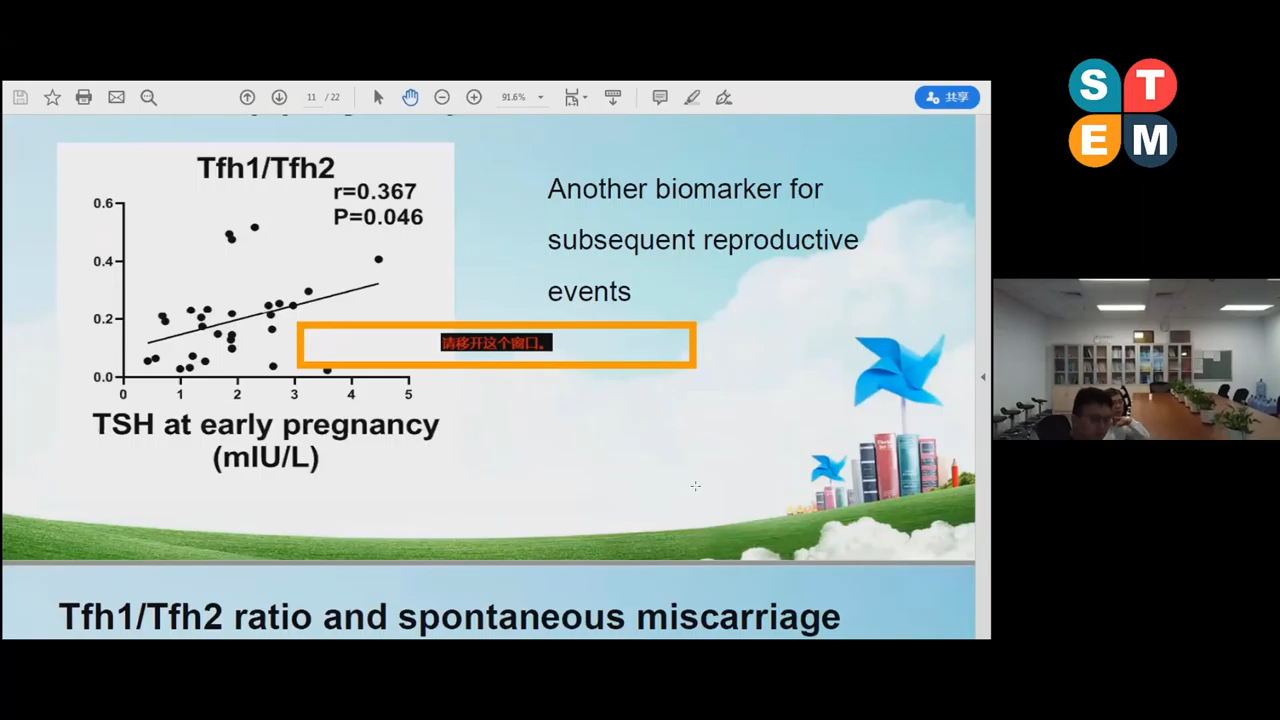 11 / 22
91.6%
共享
S T
E M
Tfh1/Tfh2
r=0.367
P=0.046
0.6
0.4
0.2
0.0
0 1 2 3 4 5
TSH at early pregnancy
(mIU/L)
Another biomarker for
subsequent reproductive
events
请移开这个窗口。
Tfh1/Tfh2 ratio and spontaneous miscarriage